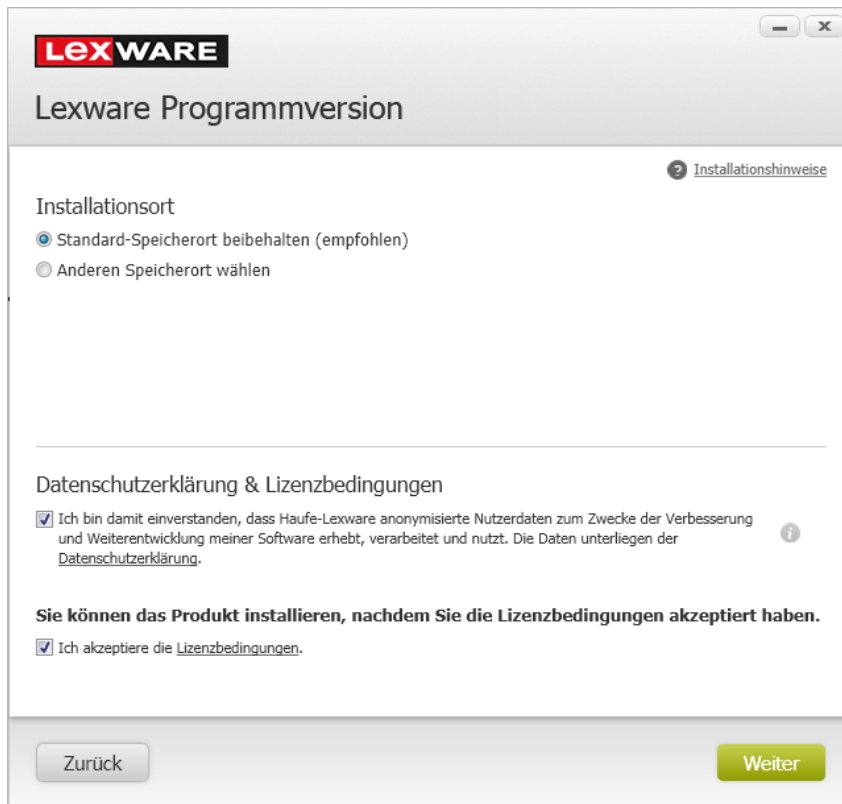 LEXWARE
Lexware Programmversion
? Installationshinweise
Installationsort
Standard-Speicherort beibehalten (empfohlen)
Anderen Speicherort wählen
Datenschutzerklärung & Lizenzbedingungen
Ich bin damit einverstanden, dass Haufe-Lexware anonymisierte Nutzerdaten zum Zwecke der Verbesserung
und Weiterentwicklung meiner Software erhebt, verarbeitet und nutzt. Die Daten unterliegen der
Datenschutzerklärung.
i
Sie können das Produkt installieren, nachdem Sie die Lizenzbedingungen akzeptiert haben.
Ich akzeptiere die Lizenzbedingungen.
Zurück
Weiter